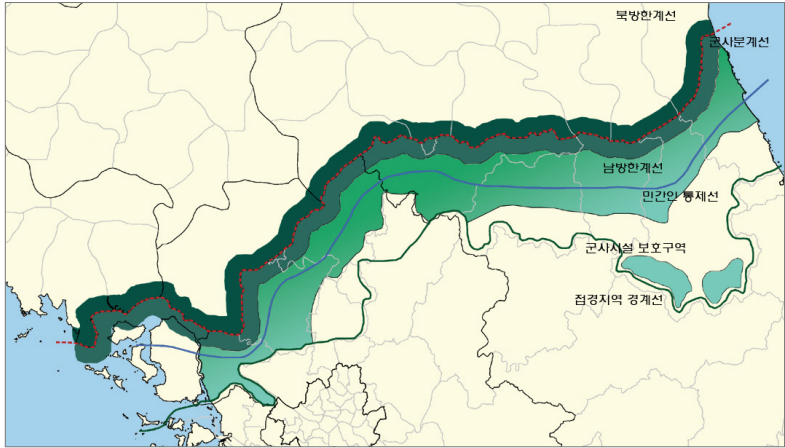 북방한계선
군사분계선
남방한계선
민간인 통제선
군사시설 보호구역
접경지역 경계선